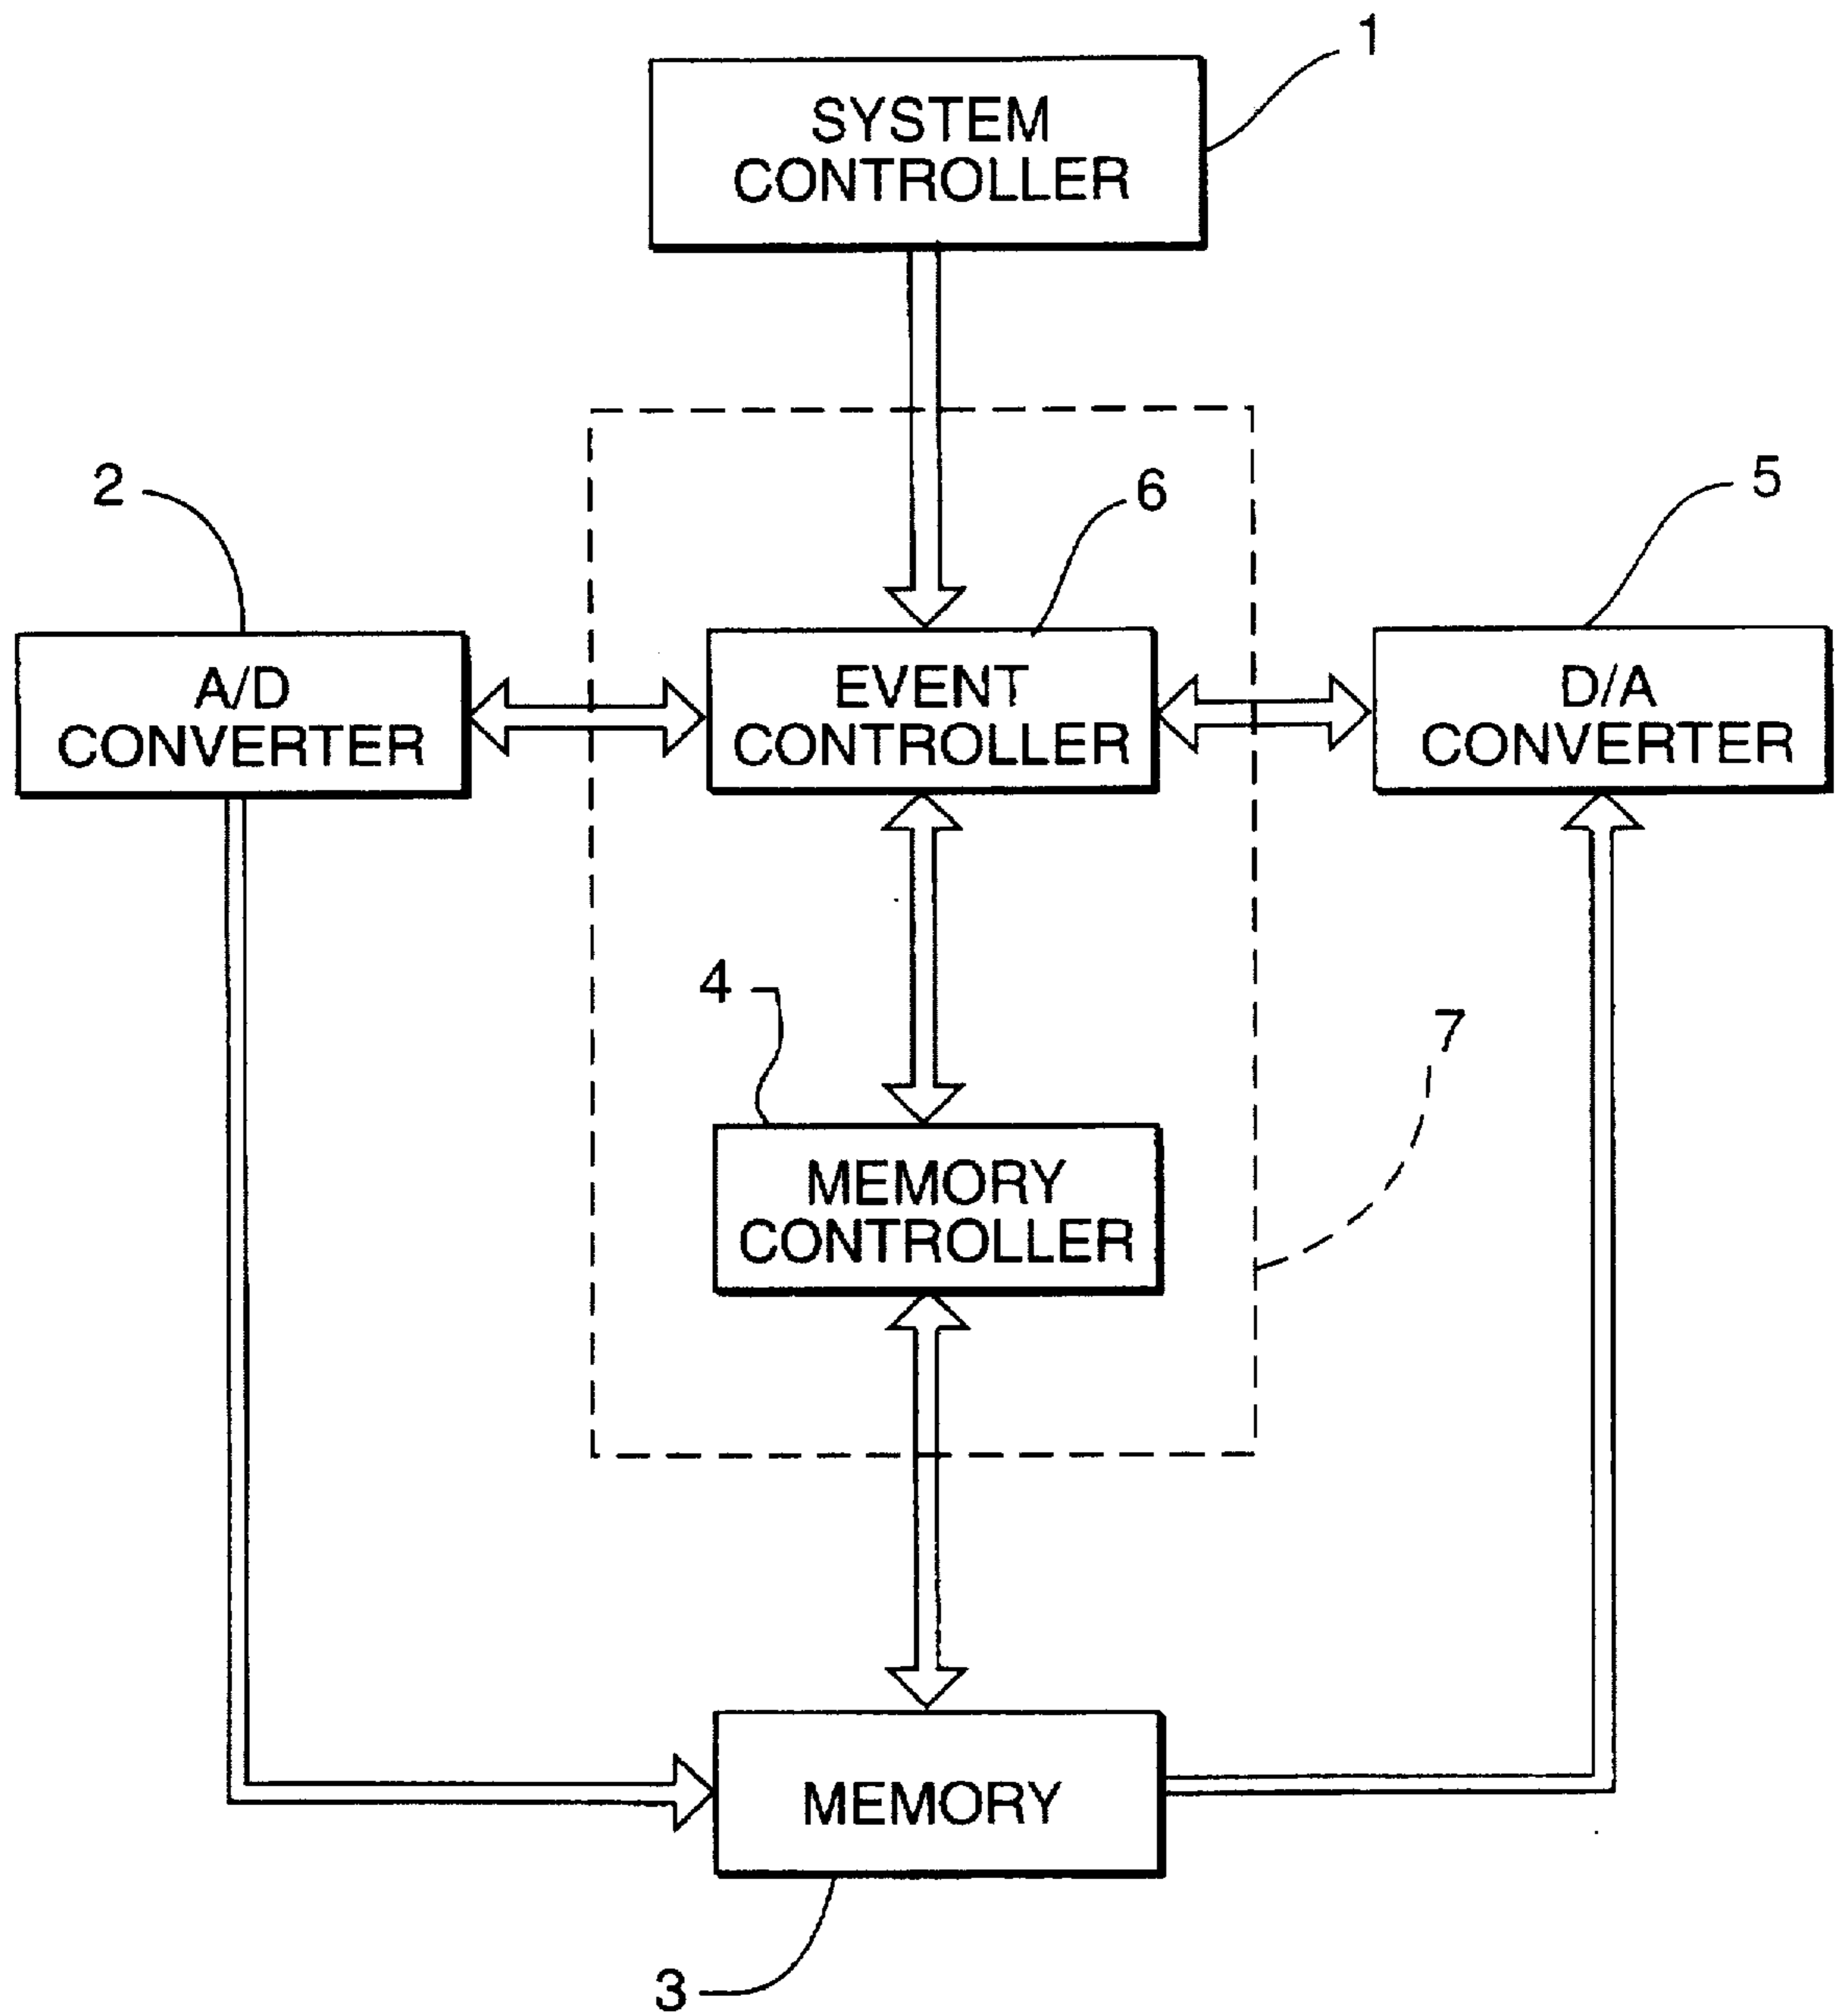 1
SYSTEM
CONTROLLER
2
6
5
A/D
CONVERTER
EVENT
CONTROLLER
D/A
CONVERTER
4
7
MEMORY
CONTROLLER
MEMORY
3